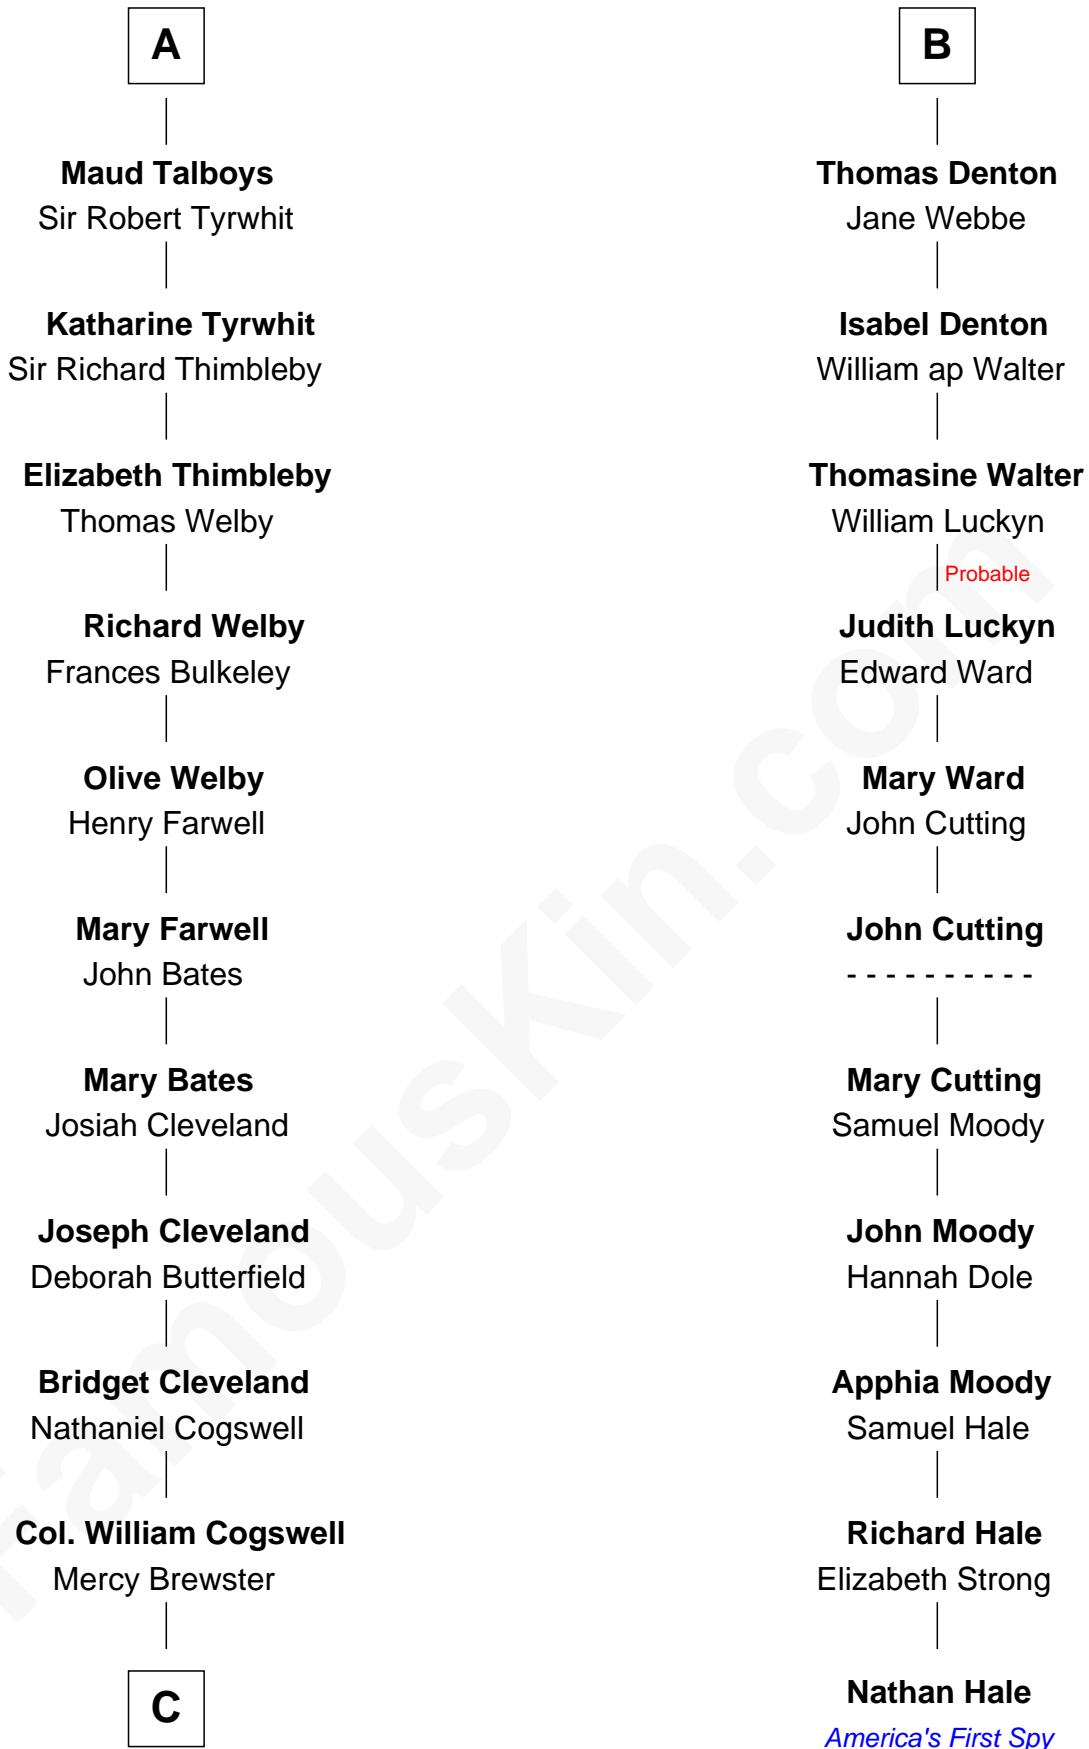 A
Maud Talboys
Sir Robert Tyrwhit
Katharine Tyrwhit
Sir Richard Thimbleby
Elizabeth Thimbleby
Thomas Welby
Richard Welby
Frances Bulkeley
Olive Welby
Henry Farwell
Mary Farwell
John Bates
Mary Bates
Josiah Cleveland
Joseph Cleveland
Deborah Butterfield
Bridget Cleveland
Nathaniel Cogswell
Col. William Cogswell
Mercy Brewster
C
B
Thomas Denton
Jane Webbe
Isabel Denton
William ap Walter
Thomasine Walter
William Luckyn
Probable
Judith Luckyn
Edward Ward
Mary Ward
John Cutting
John Cutting
- - - - - - - - - -
Mary Cutting
Samuel Moody
John Moody
Hannah Dole
Apphia Moody
Samuel Hale
Richard Hale
Elizabeth Strong
Nathan Hale
America's First Spy
FamousKin.com